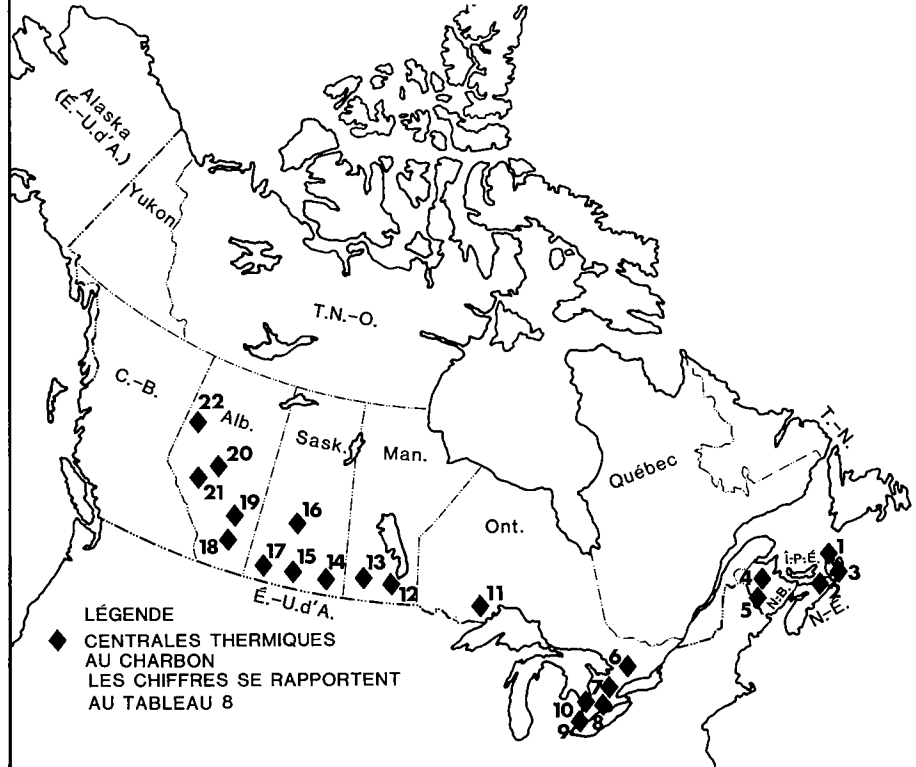 Alaska
(É.-U.d'A.)
Yukon
T.N.-O.
C.-B.
22
Alb.
20
21
19
18
Sask.
16
17
15
14
Man.
13
12
É.-U.d'A.
Ont.
11
Québec
T.-N.
Î.-P.-É.
1
3
4
5
N.-B.
N.-É.
6
7
10
8
9
LÉGENDE
CENTRALES THERMIQUES
AU CHARBON
LES CHIFFRES SE RAPPORTENT
AU TABLEAU 8